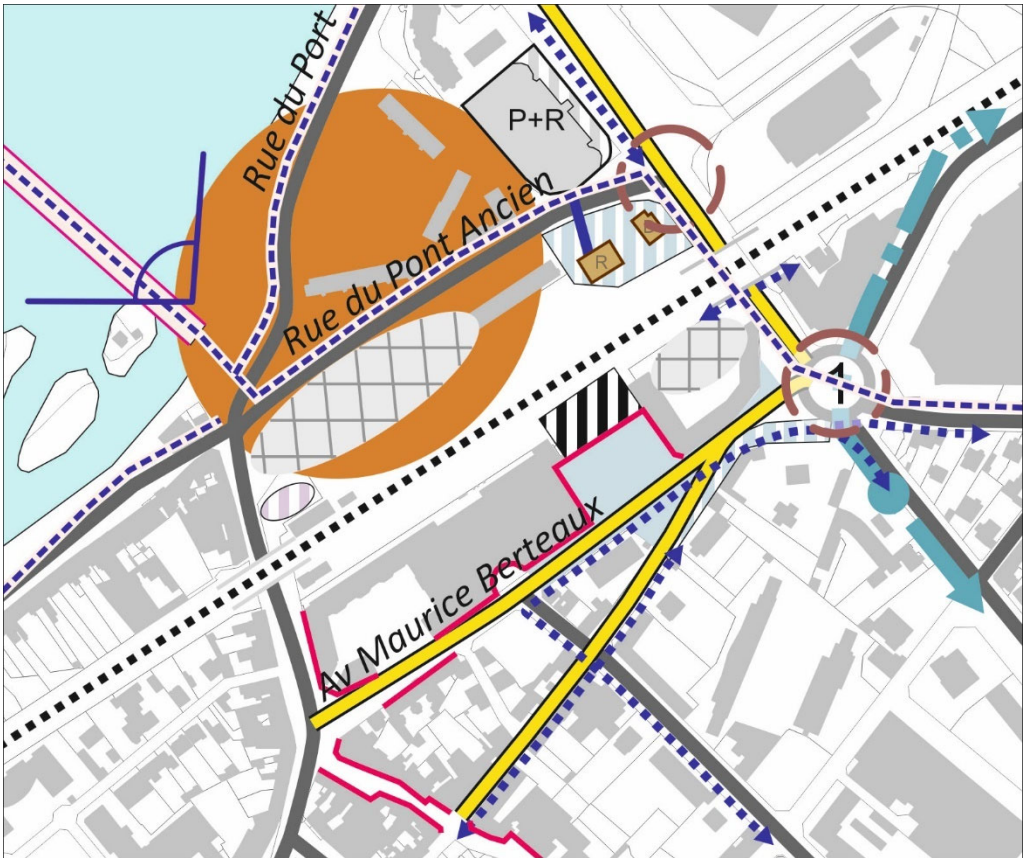 Rue du Port
P+R
Rue du Pont Ancien
R
1
Av Maurice Berteaux